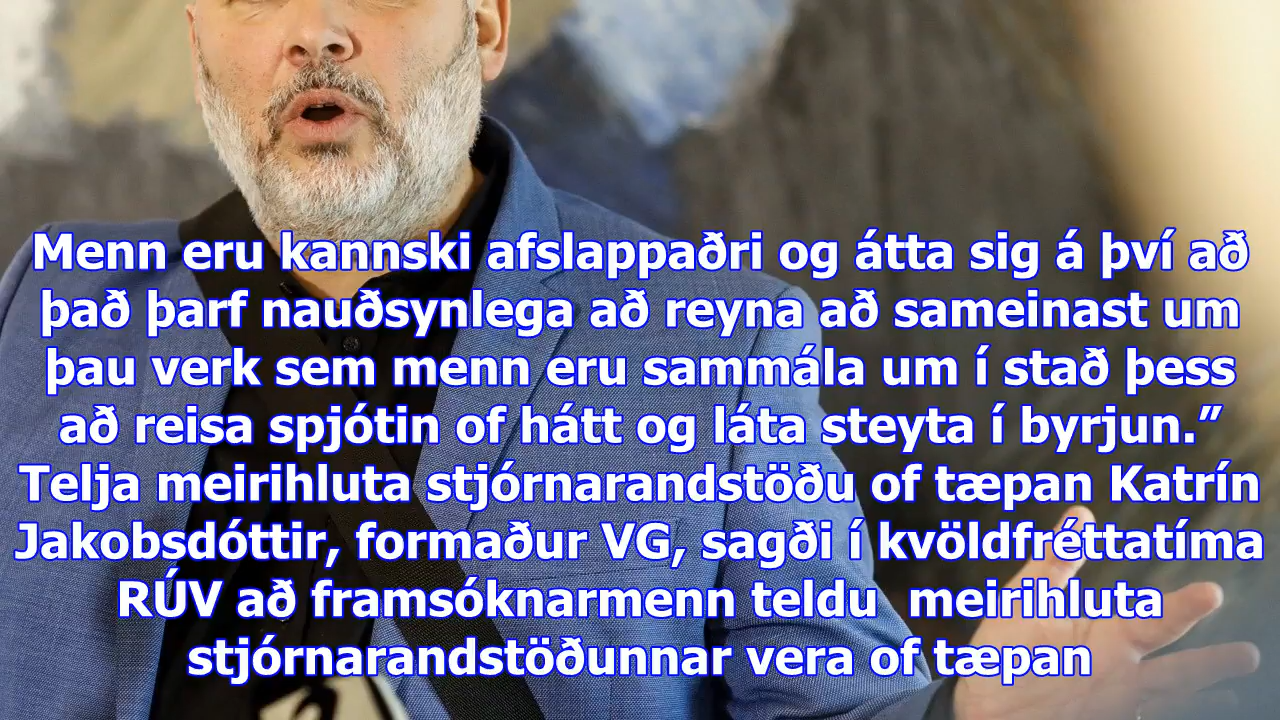 Menn eru kannski afslappaðri og átta sig á því að
það þarf nauðsynlega að reyna að sameinast um
þau verk sem menn eru sammála um í stað þess
að reisa spjótin of hátt og láta steyta í byrjun.”
Telja meirihluta stjórnarandstöðu of tæpan Katrín
Jakobsdóttir, formaður VG, sagði í kvöldfréttatíma
RÚV að framsóknarmenn teldu  meirihluta
stjórnarandstöðunnar vera of tæpan